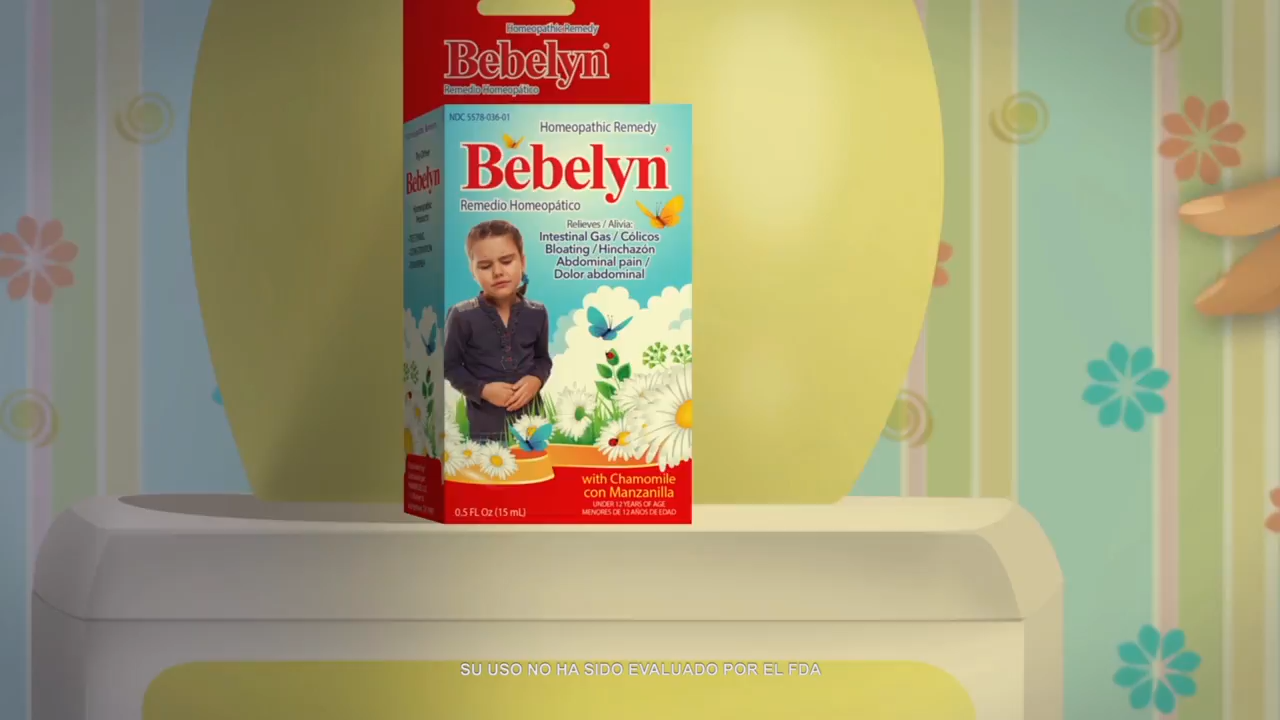 Homeopathic Remedy
Bebelyn
Remedio Homeopático
NDC 5578-036-01
Homeopathic Remedy
Bebelyn®
Remedio Homeopático
Relieves / Alivia:
Intestinal Gas / Cólicos
Bloating / Hinchazón
Abdominal pain /
Dolor abdominal
Bebelyn
with Chamomile
con Manzanilla
UNDER 12 YEARS OF AGE
MENORES DE 12 AÑOS DE EDAD
0.5 FL Oz (15 mL)
SU USO NO HA SIDO EVALUADO POR EL FDA